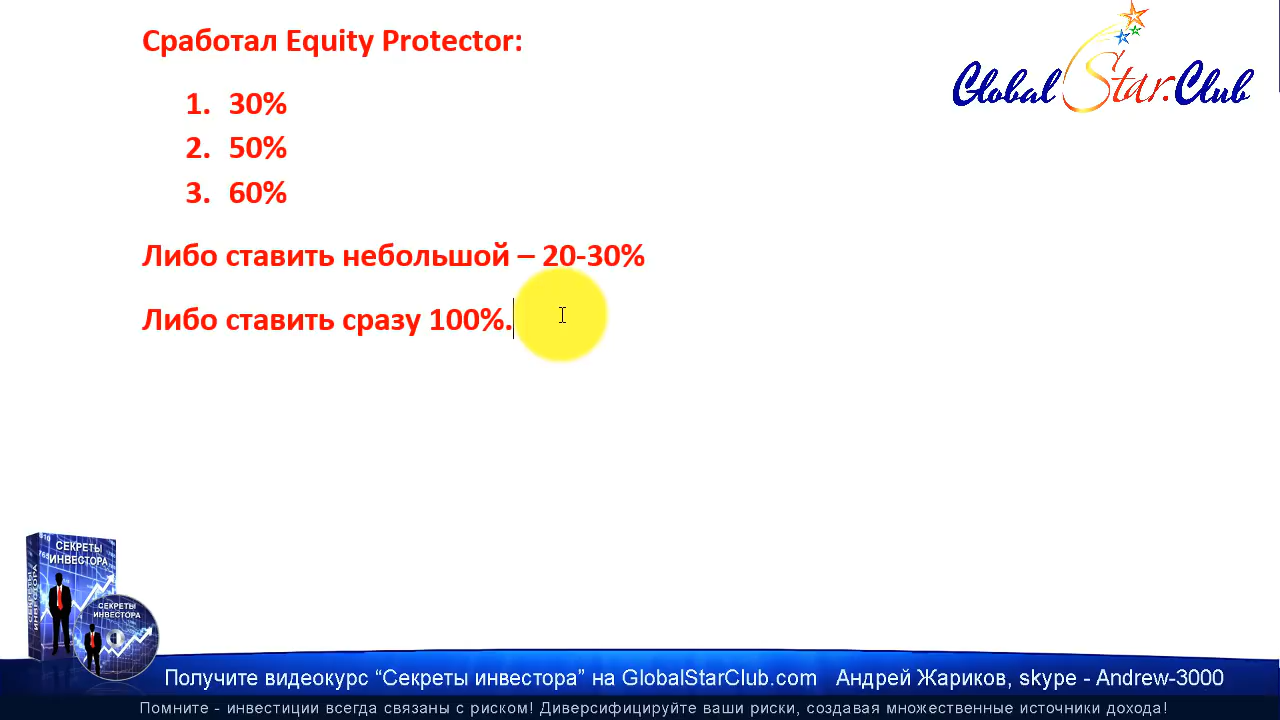 Сработал Equity Protector:
Global Star.Club
1. 30%
2. 50%
3. 60%
Либо ставить небольшой – 20-30%
Либо ставить сразу 100%.
СЕКРЕТЫ
ИНВЕСТОРА
СЕКРЕТЫ
ИНВЕСТОРА
Получите видеокурс “Секреты инвестора” на GlobalStarClub.com Андрей Жариков, skype - Andrew-3000
Помните - инвестиции всегда связаны с риском! Диверсифицируйте ваши риски, создавая множественные источники дохода!